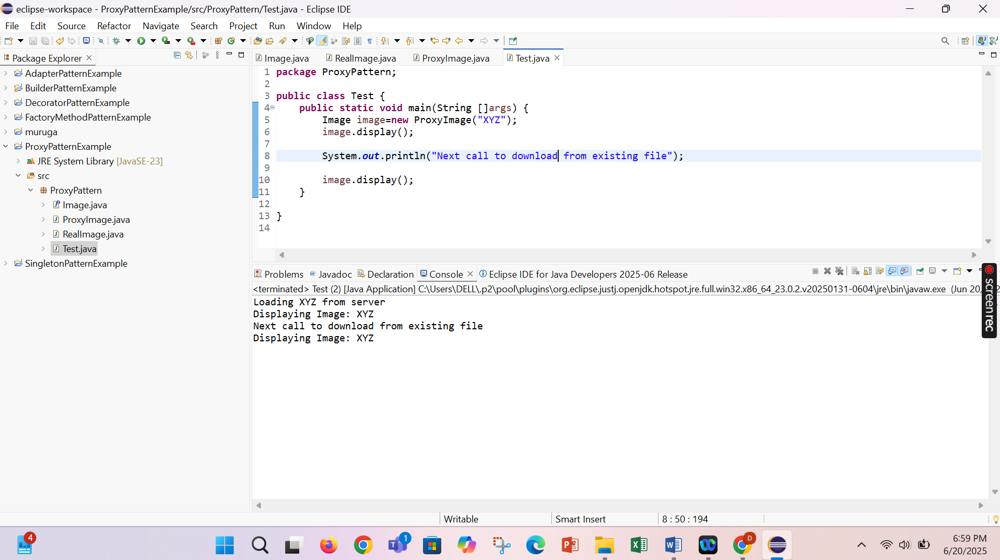 eclipse-workspace - ProxyPatternExample/src/ProxyPattern/Test.java - Eclipse IDE
File Edit Source Refactor Navigate Search Project Run Window Help
Package Explorer
AdapterPatternExample
BuilderPatternExample
DecoratorPatternExample
FactoryMethodPatternExample
muruga
ProxyPatternExample
JRE System Library [JavaSE-23]
src
ProxyPattern
Image.java
ProxyImage.java
RealImage.java
Test.java
SingletonPatternExample
Image.java RealImage.java ProxyImage.java Test.java
1 package ProxyPattern;
2
3 public class Test {
4 public static void main(String []args) {
5 Image image=new ProxyImage("XYZ");
6 image.display();
7
8 System.out.println("Next call to download from existing file");
9
10 image.display();
11 }
12
13 }
14
Problems Javadoc Declaration Console Eclipse IDE for Java Developers 2025-06 Release
<terminated> Test (2) [Java Application] C:\Users\DELL\.p2\pool\plugins\org.eclipse.justj.openjdk.hotspot.jre.full.win32.x86_64_23.0.2.v20250131-0604\jre\bin\javaw.exe (Jun 20,
Loading XYZ from server
Displaying Image: XYZ
Next call to download from existing file
Displaying Image: XYZ
screenrec
Writable Smart Insert 8 : 50 : 194
4
1
D
6:59 PM
6/20/2025